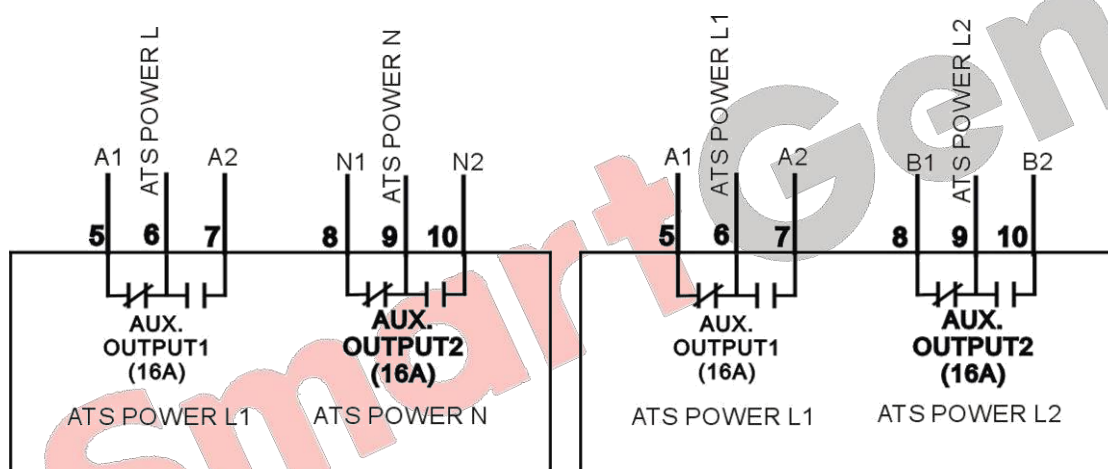 ATS POWER L
A1
A2
ATS POWER N
N1
N2
5
6
7
8
9
10
AUX.
OUTPUT1
(16A)
AUX.
OUTPUT2
(16A)
ATS POWER L1
ATS POWER N
ATS POWER L1
A1
A2
ATS POWER L2
B1
B2
5
6
7
8
9
10
AUX.
OUTPUT1
(16A)
AUX.
OUTPUT2
(16A)
ATS POWER L1
ATS POWER L2
SmartGen